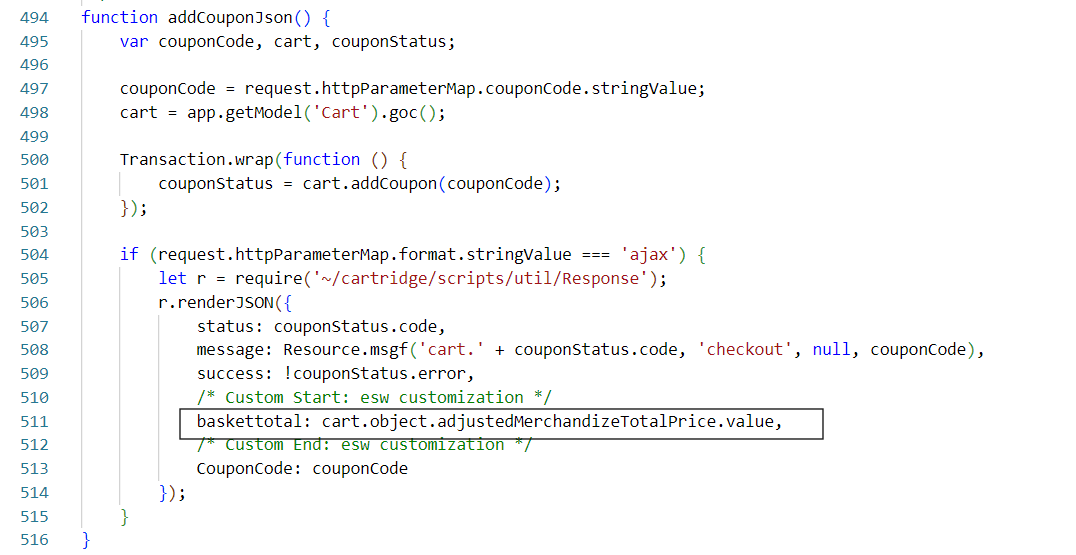 494 function addCouponJson() {
495 var couponCode, cart, couponStatus;
496
497 couponCode = request.httpParameterMap.couponCode.stringValue;
498 cart = app.getModel('Cart').goc();
499
500 Transaction.wrap(function () {
501 couponStatus = cart.addCoupon(couponCode);
502 });
503
504 if (request.httpParameterMap.format.stringValue === 'ajax') {
505 let r = require('~/cartridge/scripts/util/Response');
506 r.renderJSON({
507 status: couponStatus.code,
508 message: Resource.msgf('cart.' + couponStatus.code, 'checkout', null, couponCode),
509 success: !couponStatus.error,
510 /* Custom Start: esw customization */
511 baskettotal: cart.object.adjustedMerchandizeTotalPrice.value,
512 /* Custom End: esw customization */
513 CouponCode: couponCode
514 });
515 }
516 }